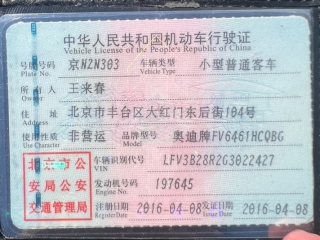 中华人民共和国机动车行驶证
Vehicle License of the People's Republic of China
号牌号码 京NZN303 车辆类型 小型普通客车
Plate No. Vehicle Type
所有人 王来春
Owner
住址 北京市丰台区大红门东后街104号
Address
使用性质 非营运 品牌型号 奥迪牌FV6461HCQBG
Use Character Model
北京市公安局公安交通管理局
车辆识别代号 LFV3B28R2G3022427
VIN
发动机号码 197645
Engine No.
注册日期 2016-04-08 发证日期 2016-04-08
Register Date Issue Date